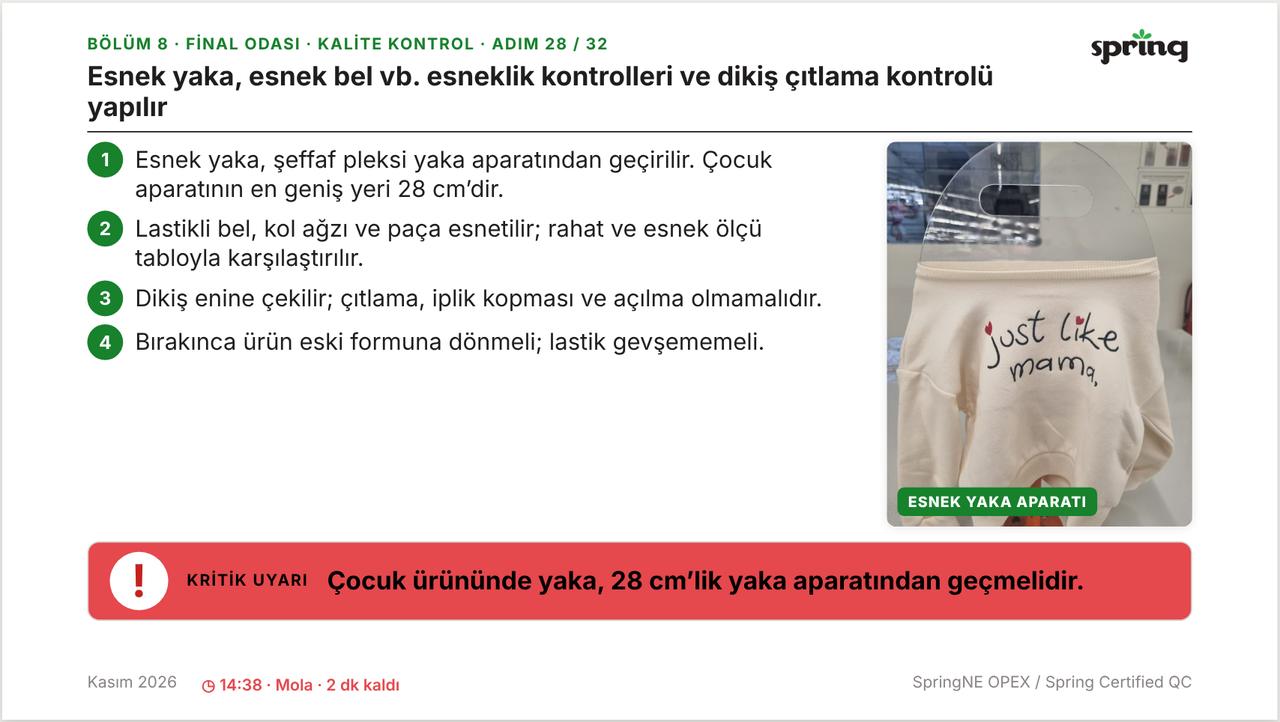 BÖLÜM 8 · FİNAL ODASI · KALİTE KONTROL · ADIM 28 / 32
spring
Esnek yaka, esnek bel vb. esneklik kontrolleri ve dikiş çıtlama kontrolü
yapılır
1 Esnek yaka, şeffaf pleksi yaka aparatından geçirilir. Çocuk
aparatının en geniş yeri 28 cm’dir.
2 Lastikli bel, kol ağzı ve paça esnetilir; rahat ve esnek ölçü
tabloyla karşılaştırılır.
3 Dikiş enine çekilir; çıtlama, iplik kopması ve açılma olmamalıdır.
4 Bırakınca ürün eski formuna dönmeli; lastik gevşememeli.
just like
mama,
ESNEK YAKA APARATI
! KRİTİK UYARI Çocuk ürününde yaka, 28 cm’lik yaka aparatından geçmelidir.
Kasım 2026 14:38 · Mola · 2 dk kaldı SpringNE OPEX / Spring Certified QC